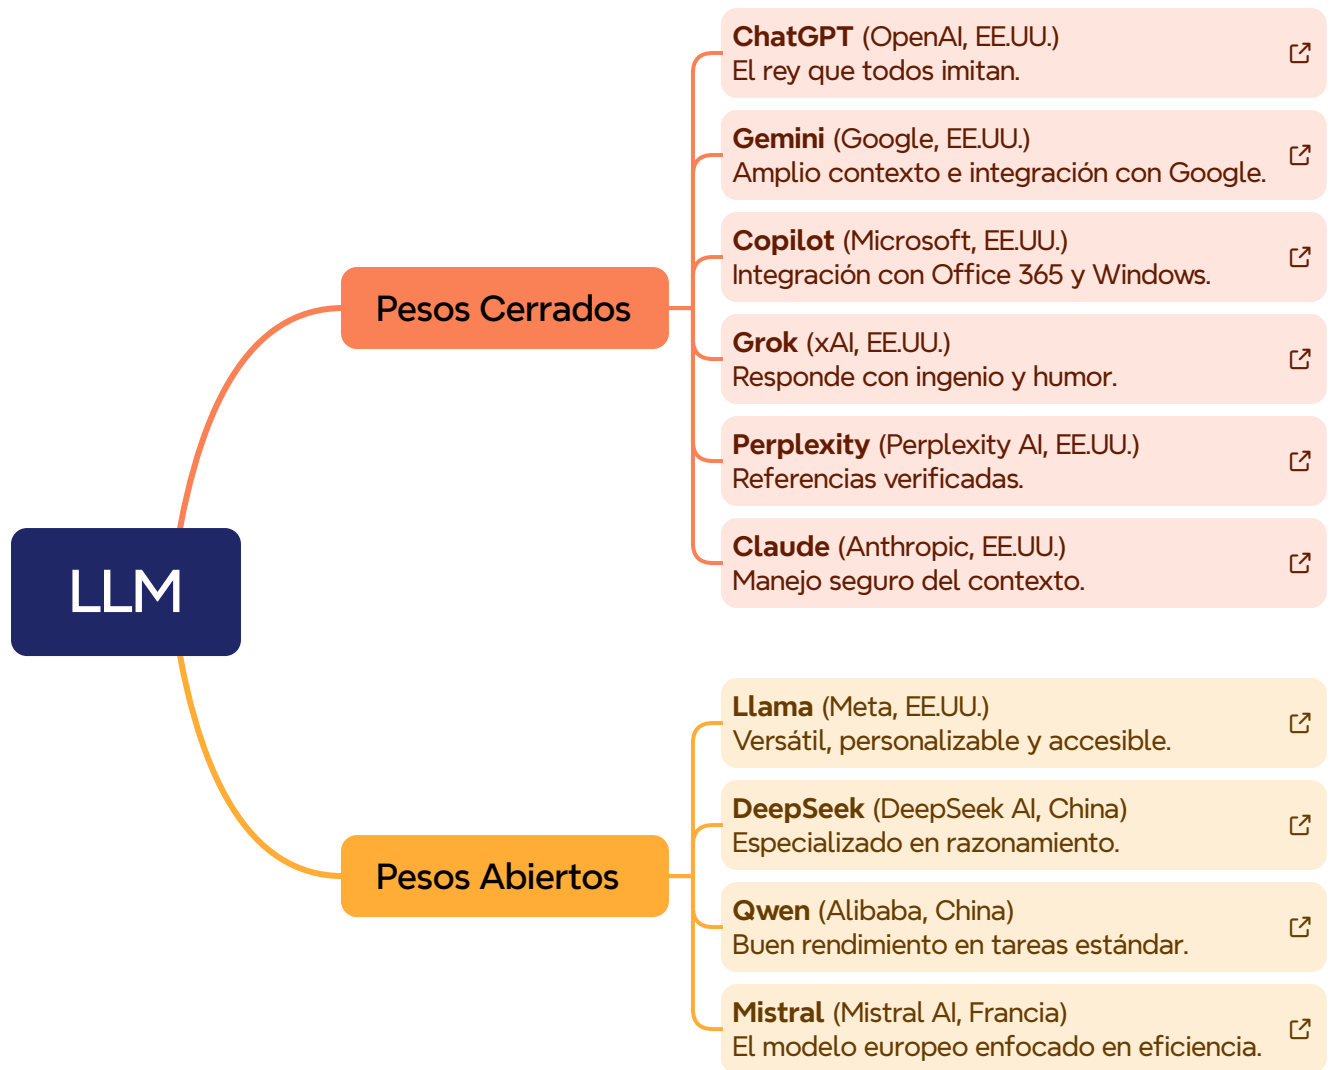 LLM
Pesos Cerrados
ChatGPT (OpenAI, EE.UU.)
El rey que todos imitan.
Gemini (Google, EE.UU.)
Amplio contexto e integración con Google.
Copilot (Microsoft, EE.UU.)
Integración con Office 365 y Windows.
Grok (xAI, EE.UU.)
Responde con ingenio y humor.
Perplexity (Perplexity AI, EE.UU.)
Referencias verificadas.
Claude (Anthropic, EE.UU.)
Manejo seguro del contexto.
Pesos Abiertos
Llama (Meta, EE.UU.)
Versátil, personalizable y accesible.
DeepSeek (DeepSeek AI, China)
Especializado en razonamiento.
Qwen (Alibaba, China)
Buen rendimiento en tareas estándar.
Mistral (Mistral AI, Francia)
El modelo europeo enfocado en eficiencia.